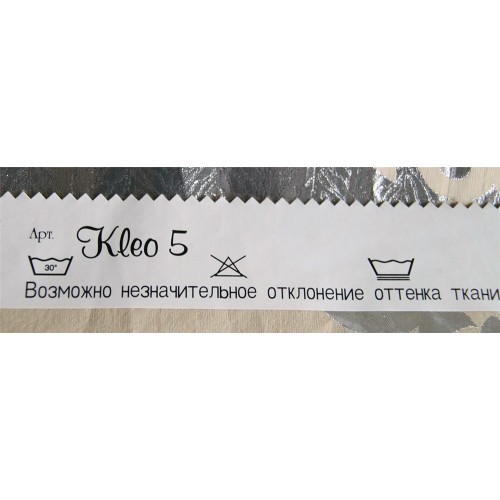 Арт. Kleo 5
30°
Возможно незначительное отклонение оттенка ткани